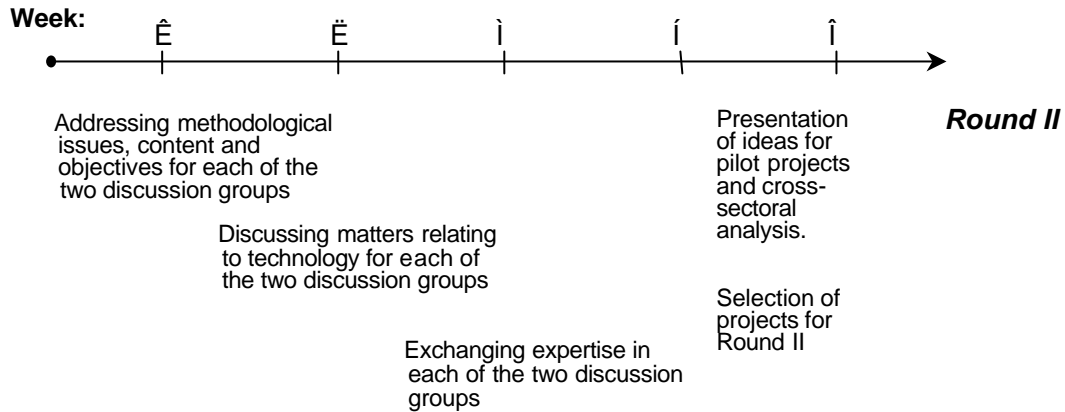 Week:
Ê Ë Ì Í Î
Addressing methodological
issues, content and
objectives for each of the
two discussion groups
Discussing matters relating
to technology for each of
the two discussion groups
Exchanging expertise in
each of the two discussion
groups
Presentation
of ideas for
pilot projects
and cross-
sectoral
analysis.
Selection of
projects for
Round II
Round II